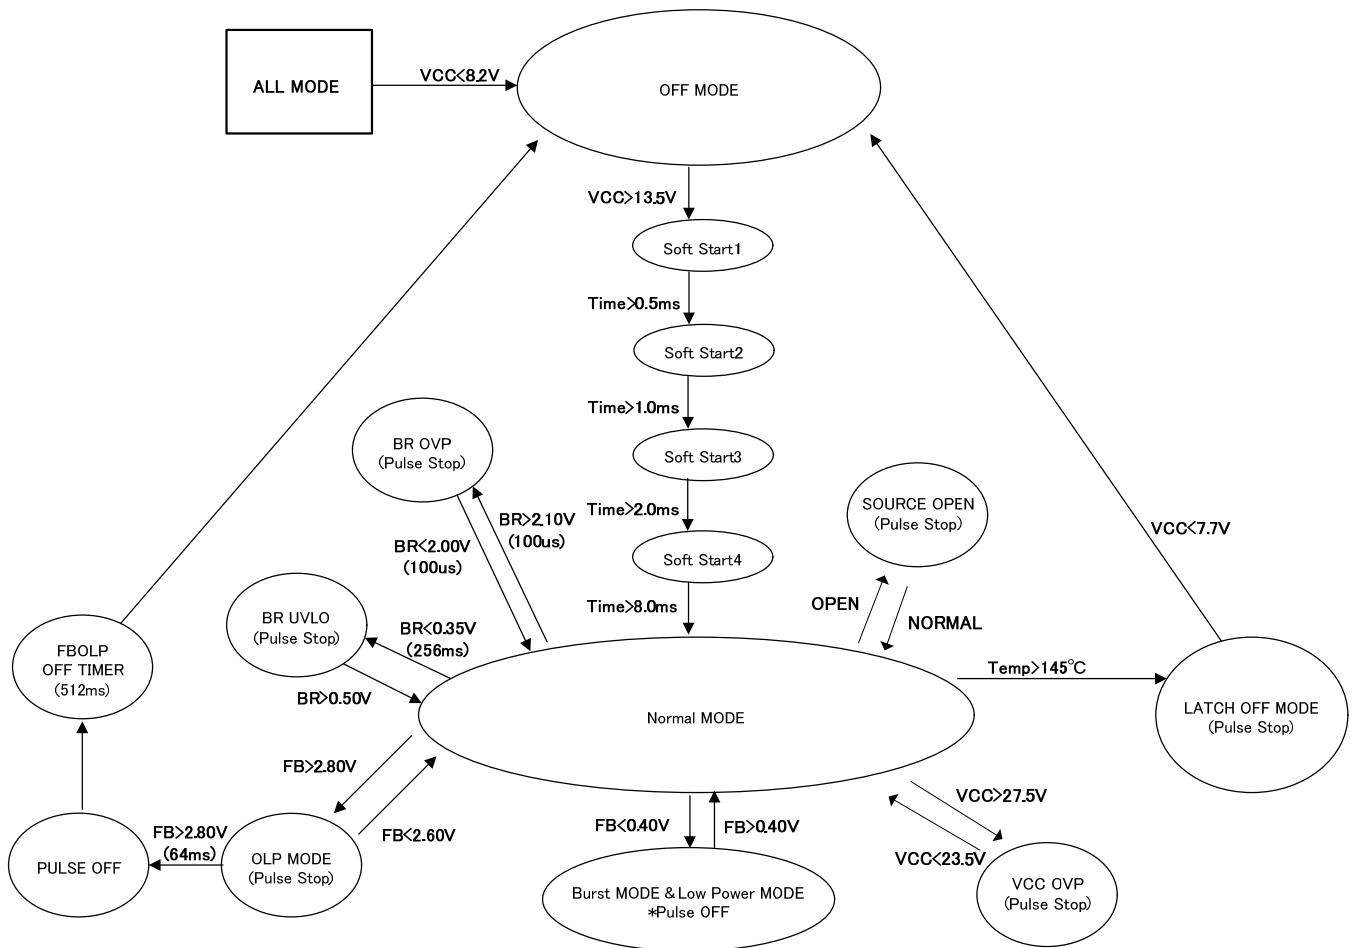 ALL MODE
VCC<8.2V
OFF MODE
VCC>13.5V
Soft Start1
Time>0.5ms
Soft Start2
Time>1.0ms
Soft Start3
Time>2.0ms
Soft Start4
Time>8.0ms
BR OVP
(Pulse Stop)
BR>2.10V
(100us)
BR<2.00V
(100us)
SOURCE OPEN
(Pulse Stop)
VCC<7.7V
OPEN
NORMAL
BR UVLO
(Pulse Stop)
BR<0.35V
(256ms)
BR>0.50V
FBOLP
OFF TIMER
(512ms)
Normal MODE
Temp>145℃
LATCH OFF MODE
(Pulse Stop)
FB>2.80V
FB<2.60V
FB>2.80V
(64ms)
PULSE OFF
OLP MODE
(Pulse Stop)
FB<0.40V
FB>0.40V
Burst MODE & Low Power MODE
*Pulse OFF
VCC>27.5V
VCC<23.5V
VCC OVP
(Pulse Stop)